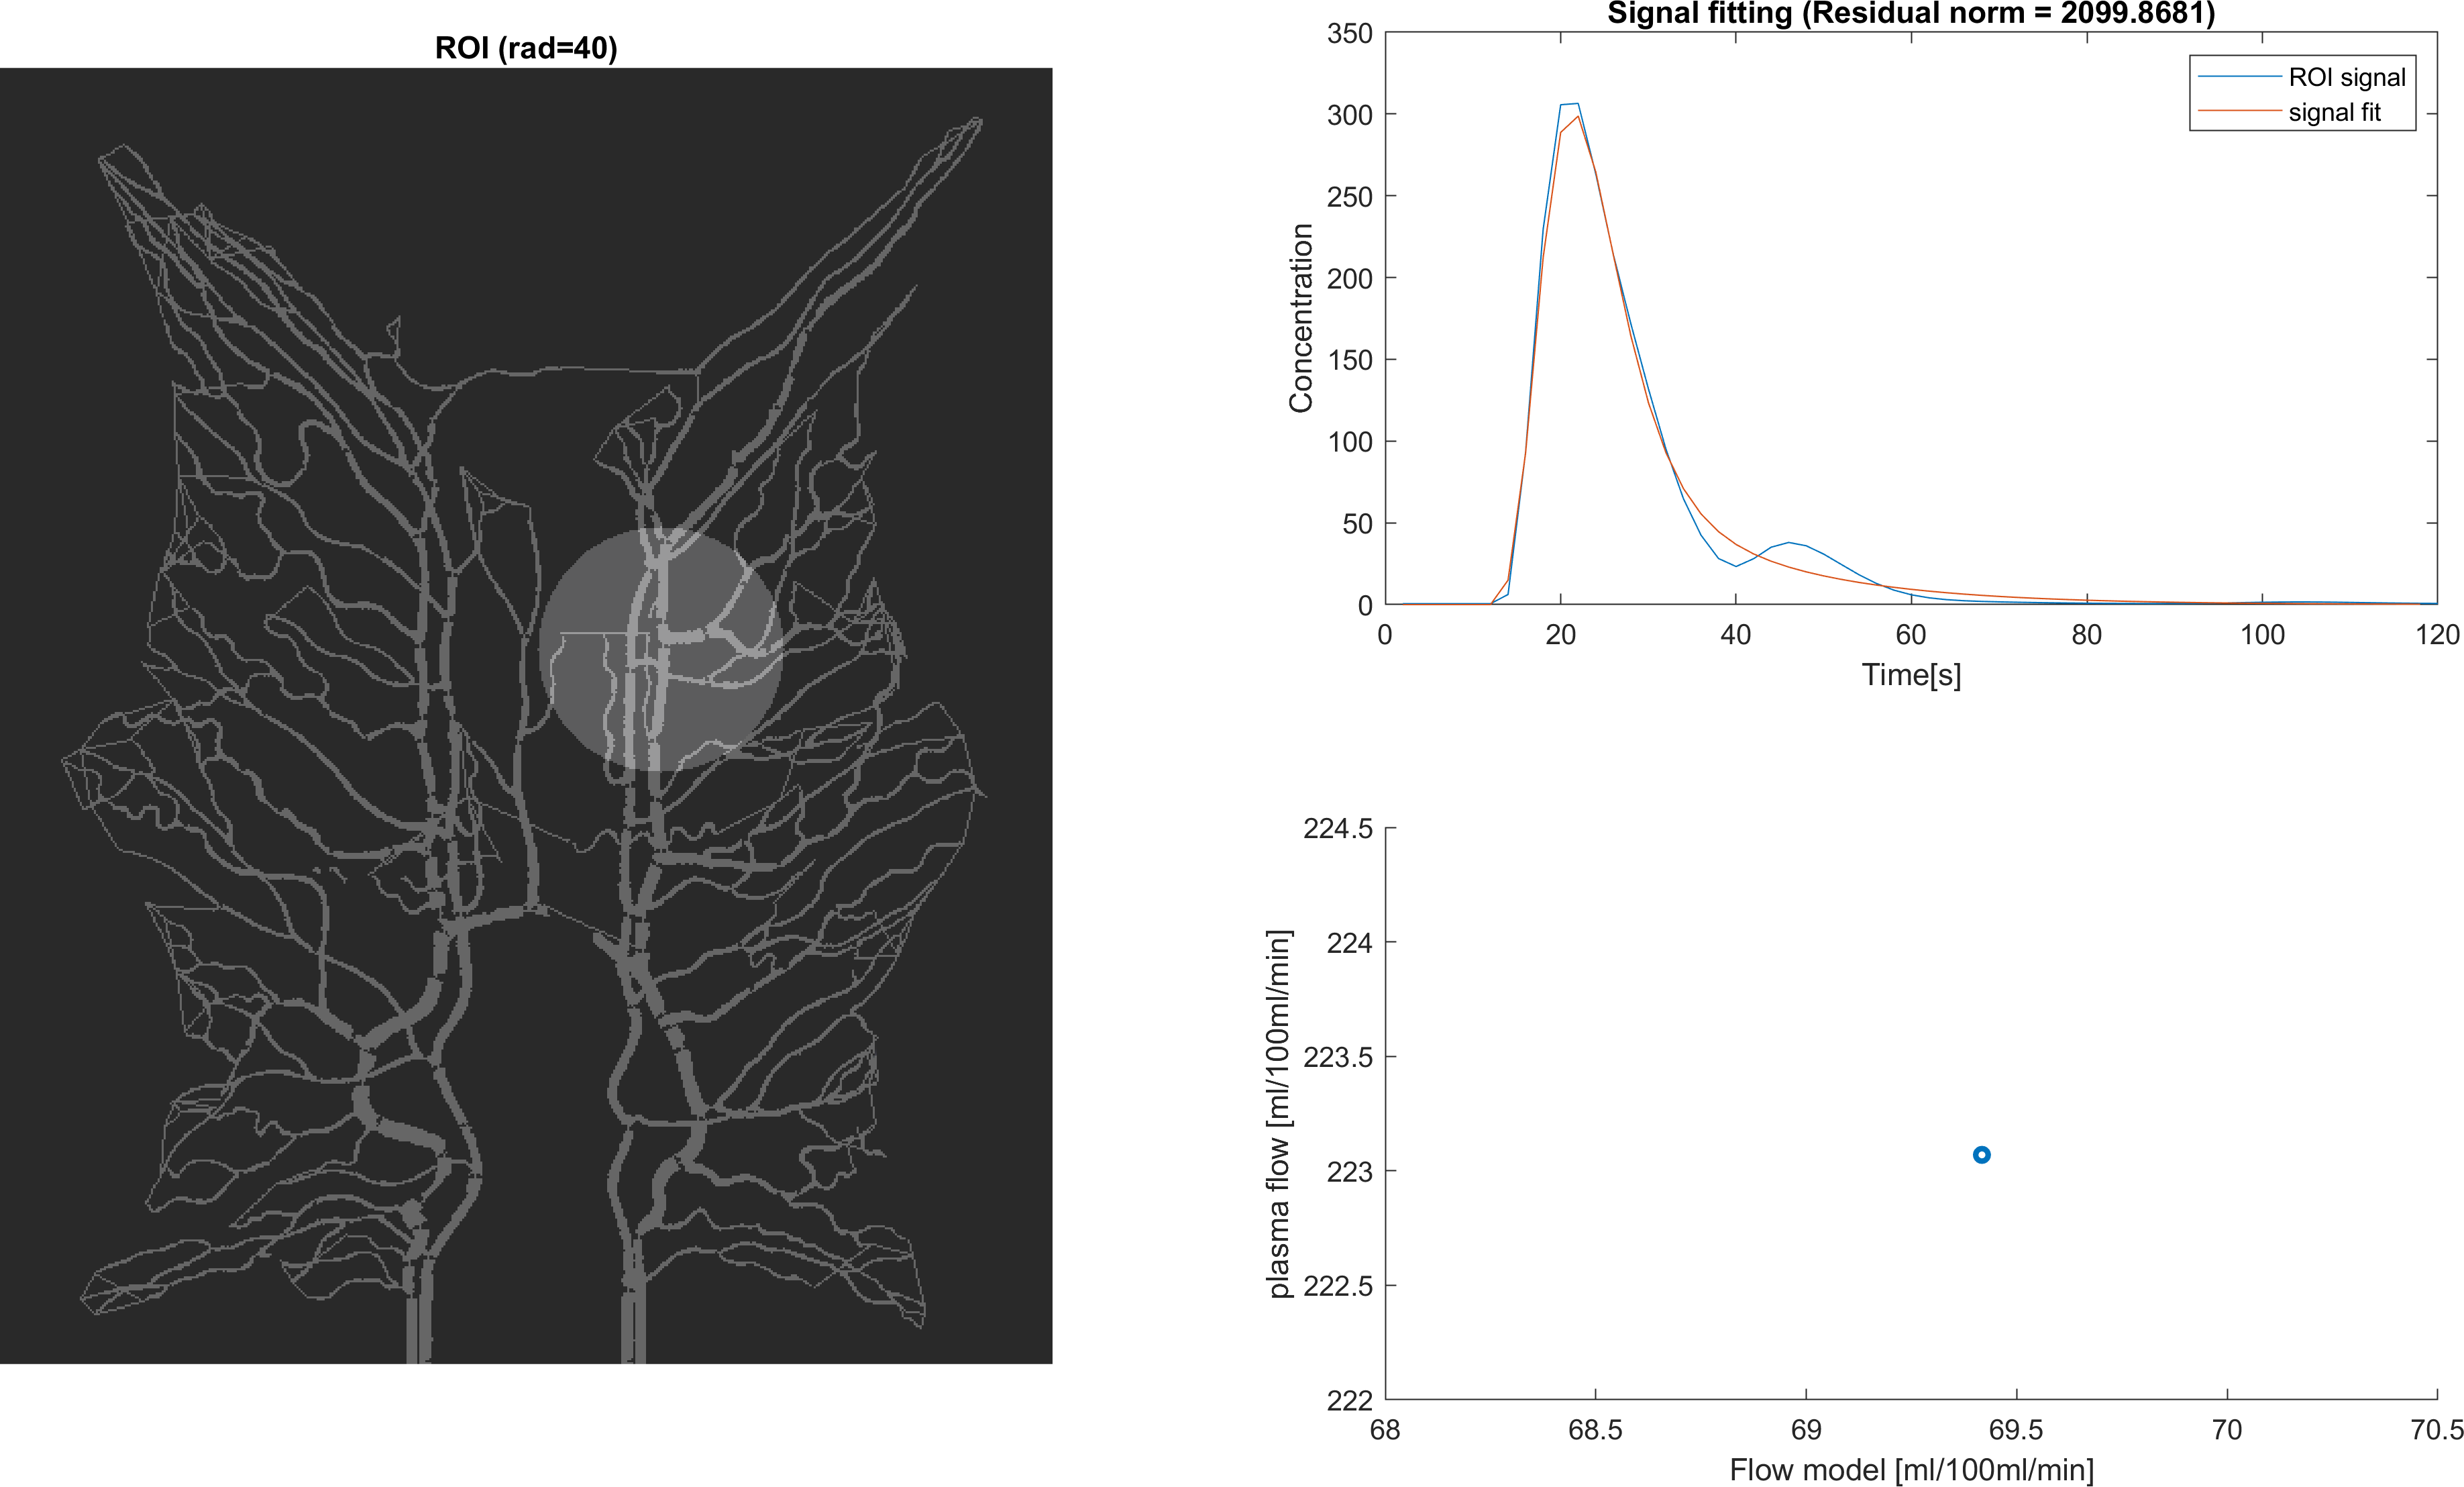 ROI (rad=40)
Signal fitting (Residual norm = 2099.8681)
350
300
250
200
150
100
50
0
Concentration
ROI signal
signal fit
0 20 40 60 80 100 120
Time[s]
224.5
224
223.5
223
222.5
222
plasma flow [ml/100ml/min]
68 68.5 69 69.5 70 70.5
Flow model [ml/100ml/min]